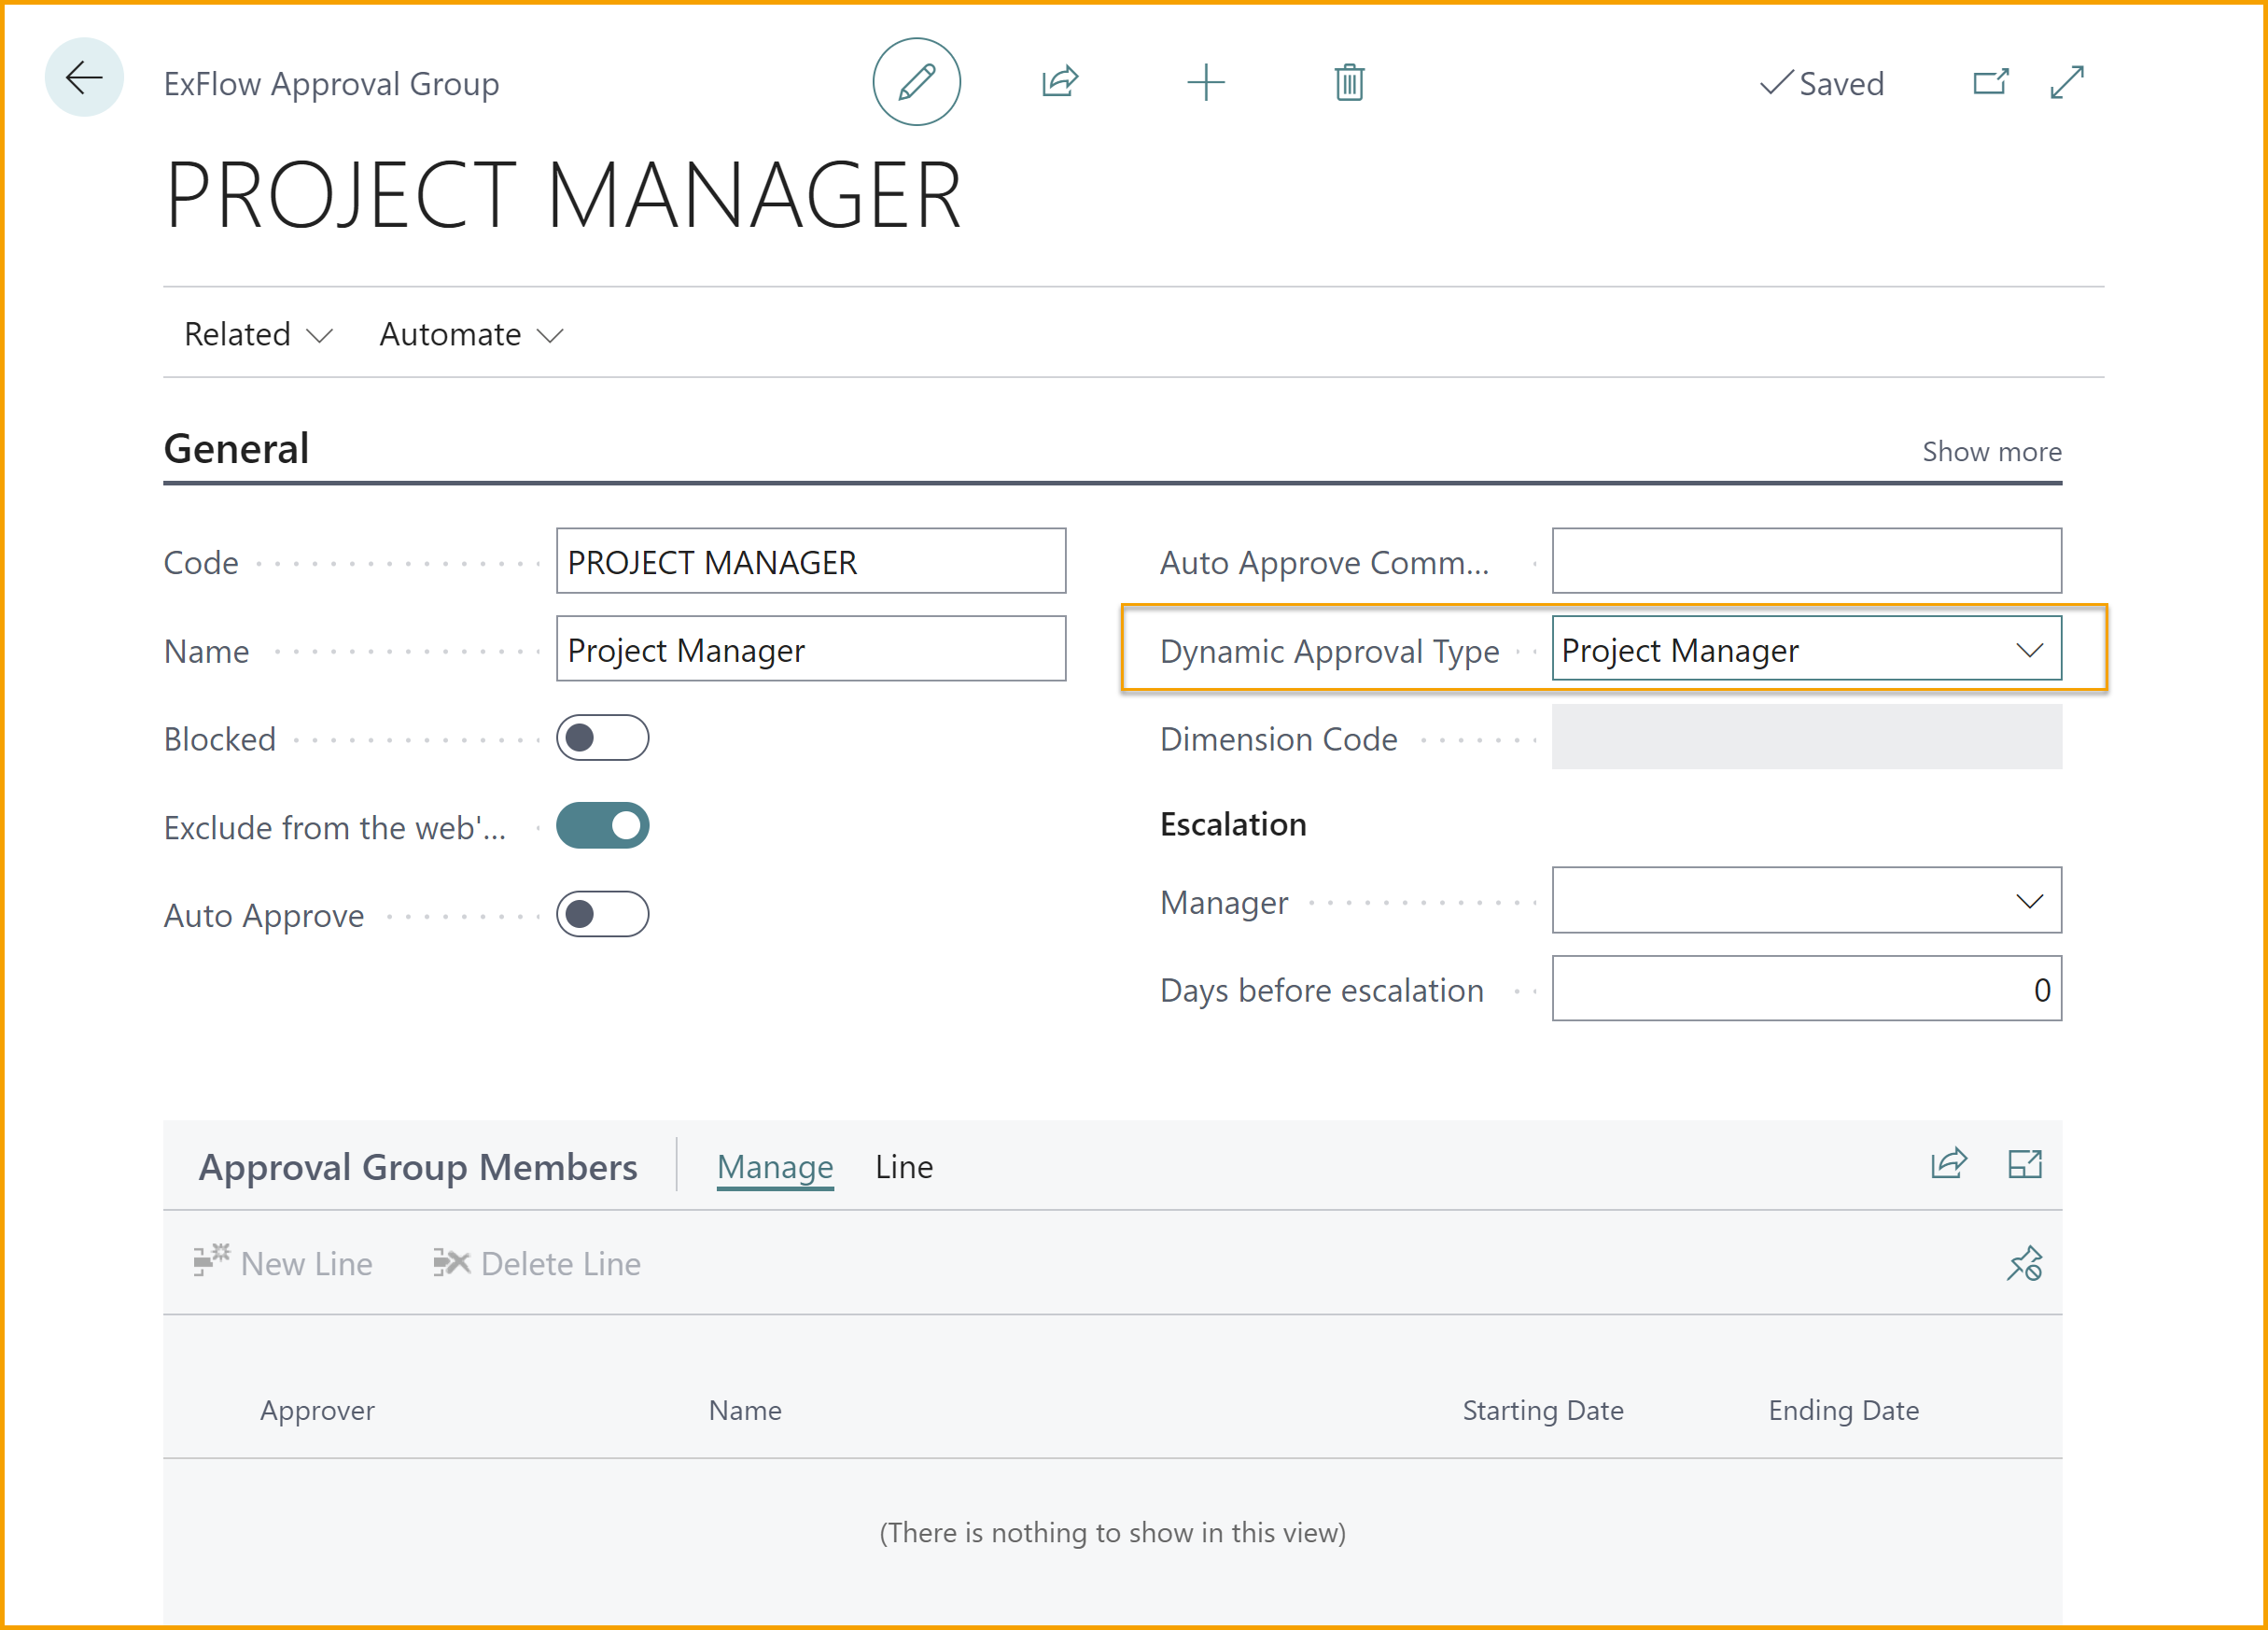 ExFlow Approval Group
Saved
PROJECT MANAGER
Related
Automate
General
Show more
Code
PROJECT MANAGER
Name
Project Manager
Blocked
Exclude from the web'...
Auto Approve
Auto Approve Comm...
Dynamic Approval Type
Project Manager
Dimension Code
Escalation
Manager
Days before escalation
0
Approval Group Members
Manage
Line
New Line
Delete Line
Approver
Name
Starting Date
Ending Date
(There is nothing to show in this view)